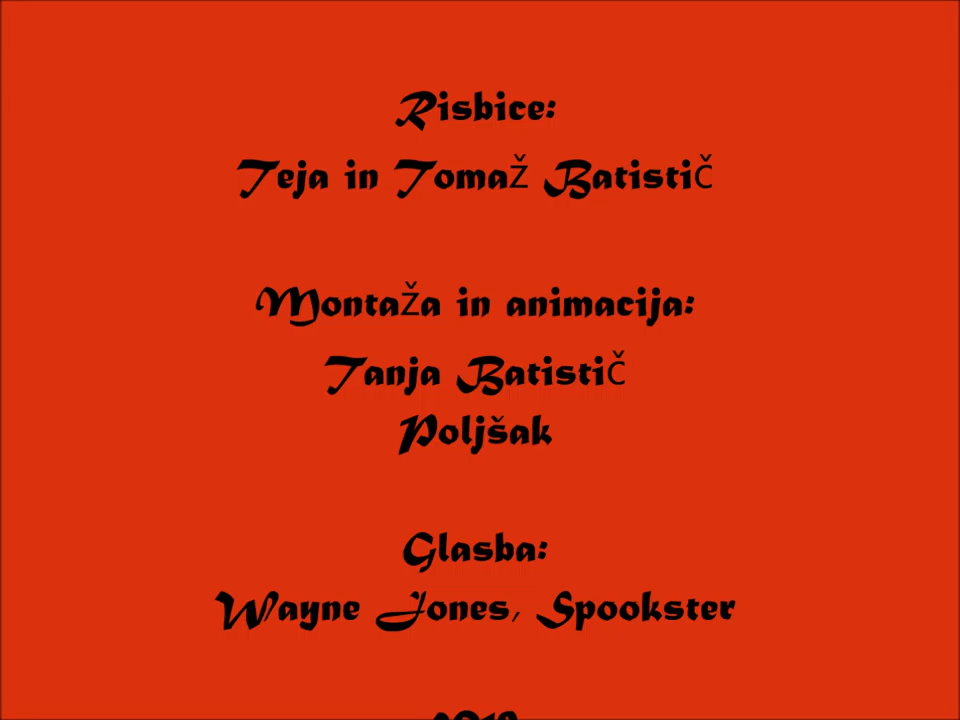 Risbice:
Teja in Tomaž Batistič
Montaža in animacija:
Tanja Batistič
Poljšak
Glasba:
Wayne Jones, Spookster